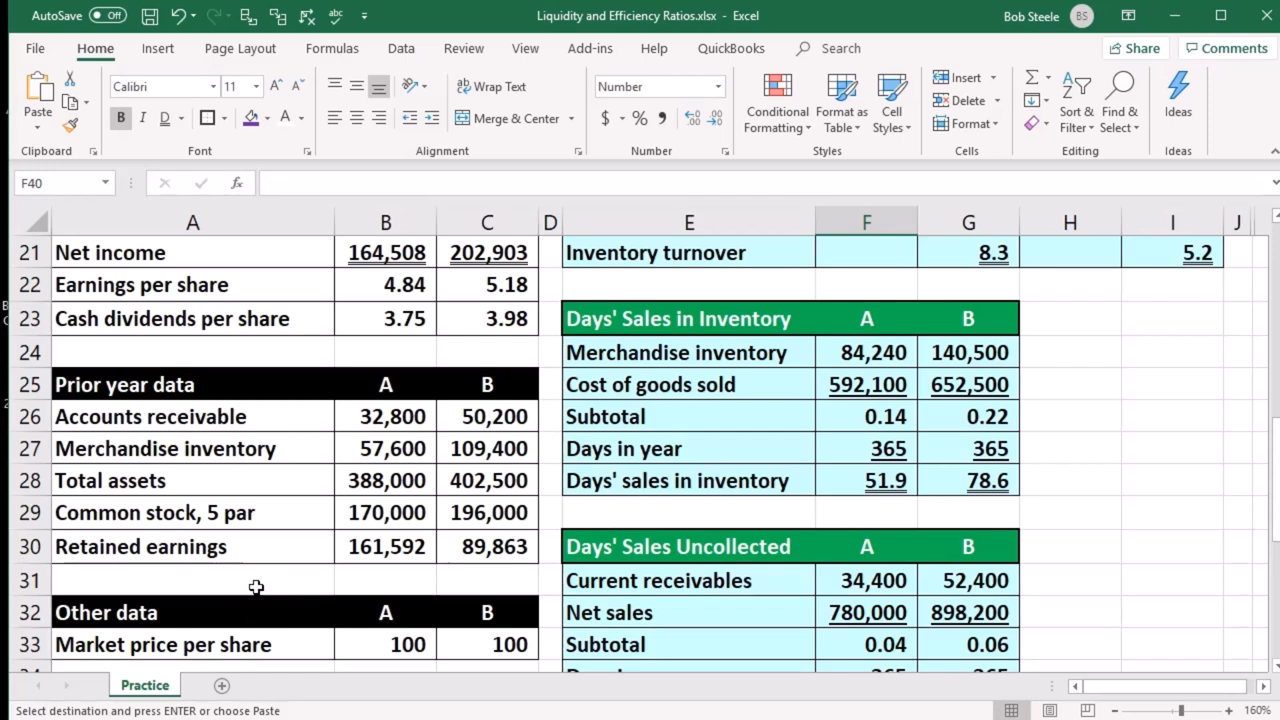 AutoSave Off Liquidity and Efficiency Ratios.xlsx - Excel Bob Steele BS
File Home Insert Page Layout Formulas Data Review View Add-ins Help QuickBooks Search Share Comments
Paste Calibri 11 Wrap Text Number Conditional Formatting Format as Table Cell Styles Insert Sort & Filter Find & Select Ideas
B I D A Merge & Center $ % Delete
Format
Clipboard Font Alignment Number Styles Cells Editing Ideas
F40 fx
A B C D E F G H I J
21 Net income 164,508 202,903 Inventory turnover 8.3 5.2
22 Earnings per share 4.84 5.18
23 Cash dividends per share 3.75 3.98 Days' Sales in Inventory A B
24 Merchandise inventory 84,240 140,500
25 Prior year data A B Cost of goods sold 592,100 652,500
26 Accounts receivable 32,800 50,200 Subtotal 0.14 0.22
27 Merchandise inventory 57,600 109,400 Days in year 365 365
28 Total assets 388,000 402,500 Days' sales in inventory 51.9 78.6
29 Common stock, 5 par 170,000 196,000
30 Retained earnings 161,592 89,863 Days' Sales Uncollected A B
31 Current receivables 34,400 52,400
32 Other data A B Net sales 780,000 898,200
33 Market price per share 100 100 Subtotal 0.04 0.06
Practice
Select destination and press ENTER or choose Paste 160%